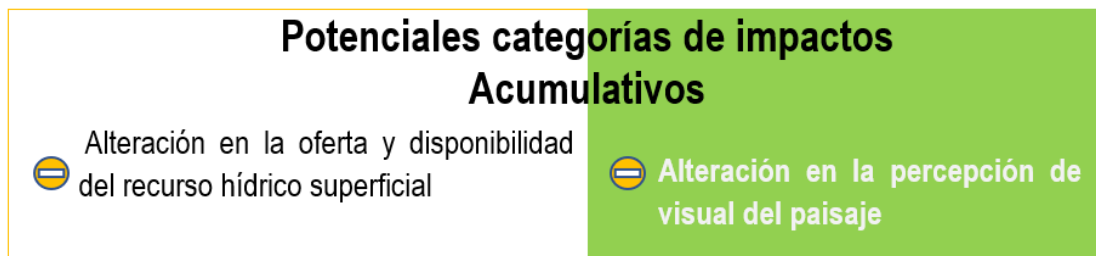 Potenciales categorías de impactos
Acumulativos
Alteración en la oferta y disponibilidad
del recurso hídrico superficial
Alteración en la percepción de
visual del paisaje